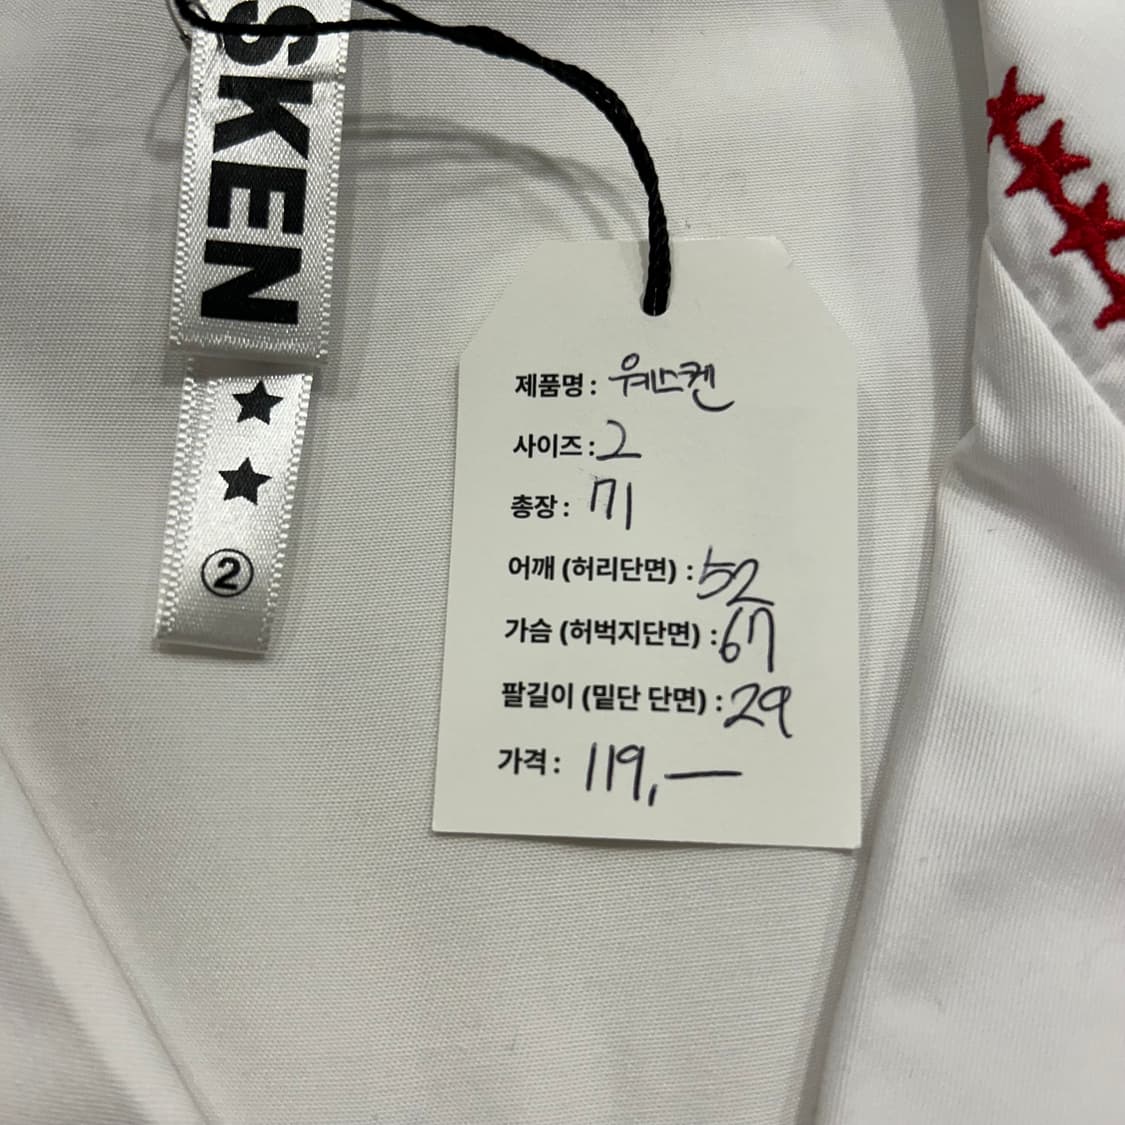 SKEN
★ ★
②
제품명 : 웨스켄
사이즈 : 2
총장 : 71
어깨 (허리단면) : 52
가슴 (허벅지단면) : 67
팔길이 (밑단 단면) : 29
가격 : 119,—